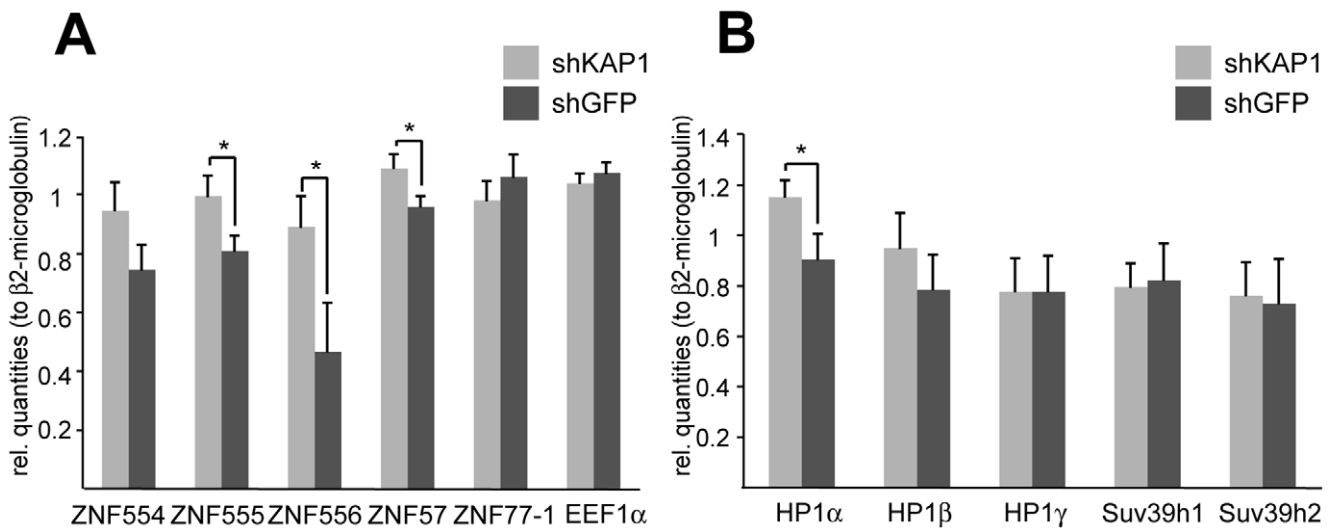 A
shKAP1
shGFP
rel. quantities (to β2-microglobulin)
1.2
1
0.8
0.6
0.4
0.2
* * *
ZNF554 ZNF555 ZNF556 ZNF57 ZNF77-1 EEF1α
B
shKAP1
shGFP
rel. quantities (to β2-microglobulin)
1.4
1.2
1
0.8
0.6
0.4
0.2
*
HP1α HP1β HP1γ Suv39h1 Suv39h2